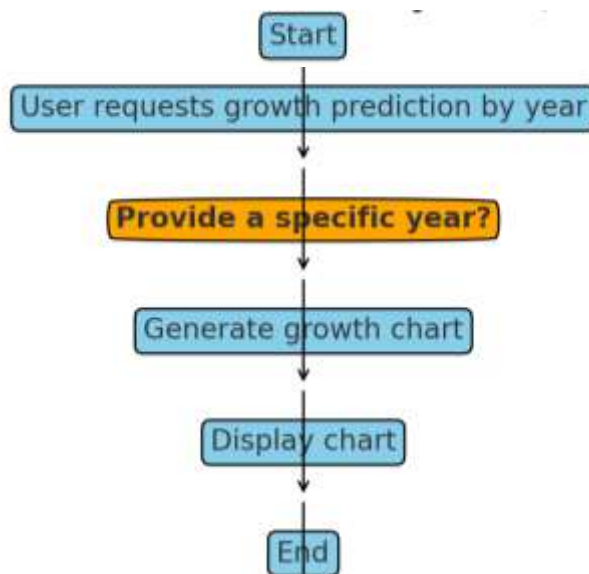 Start
User requests growth prediction by year
Provide a specific year?
Generate growth chart
Display chart
End